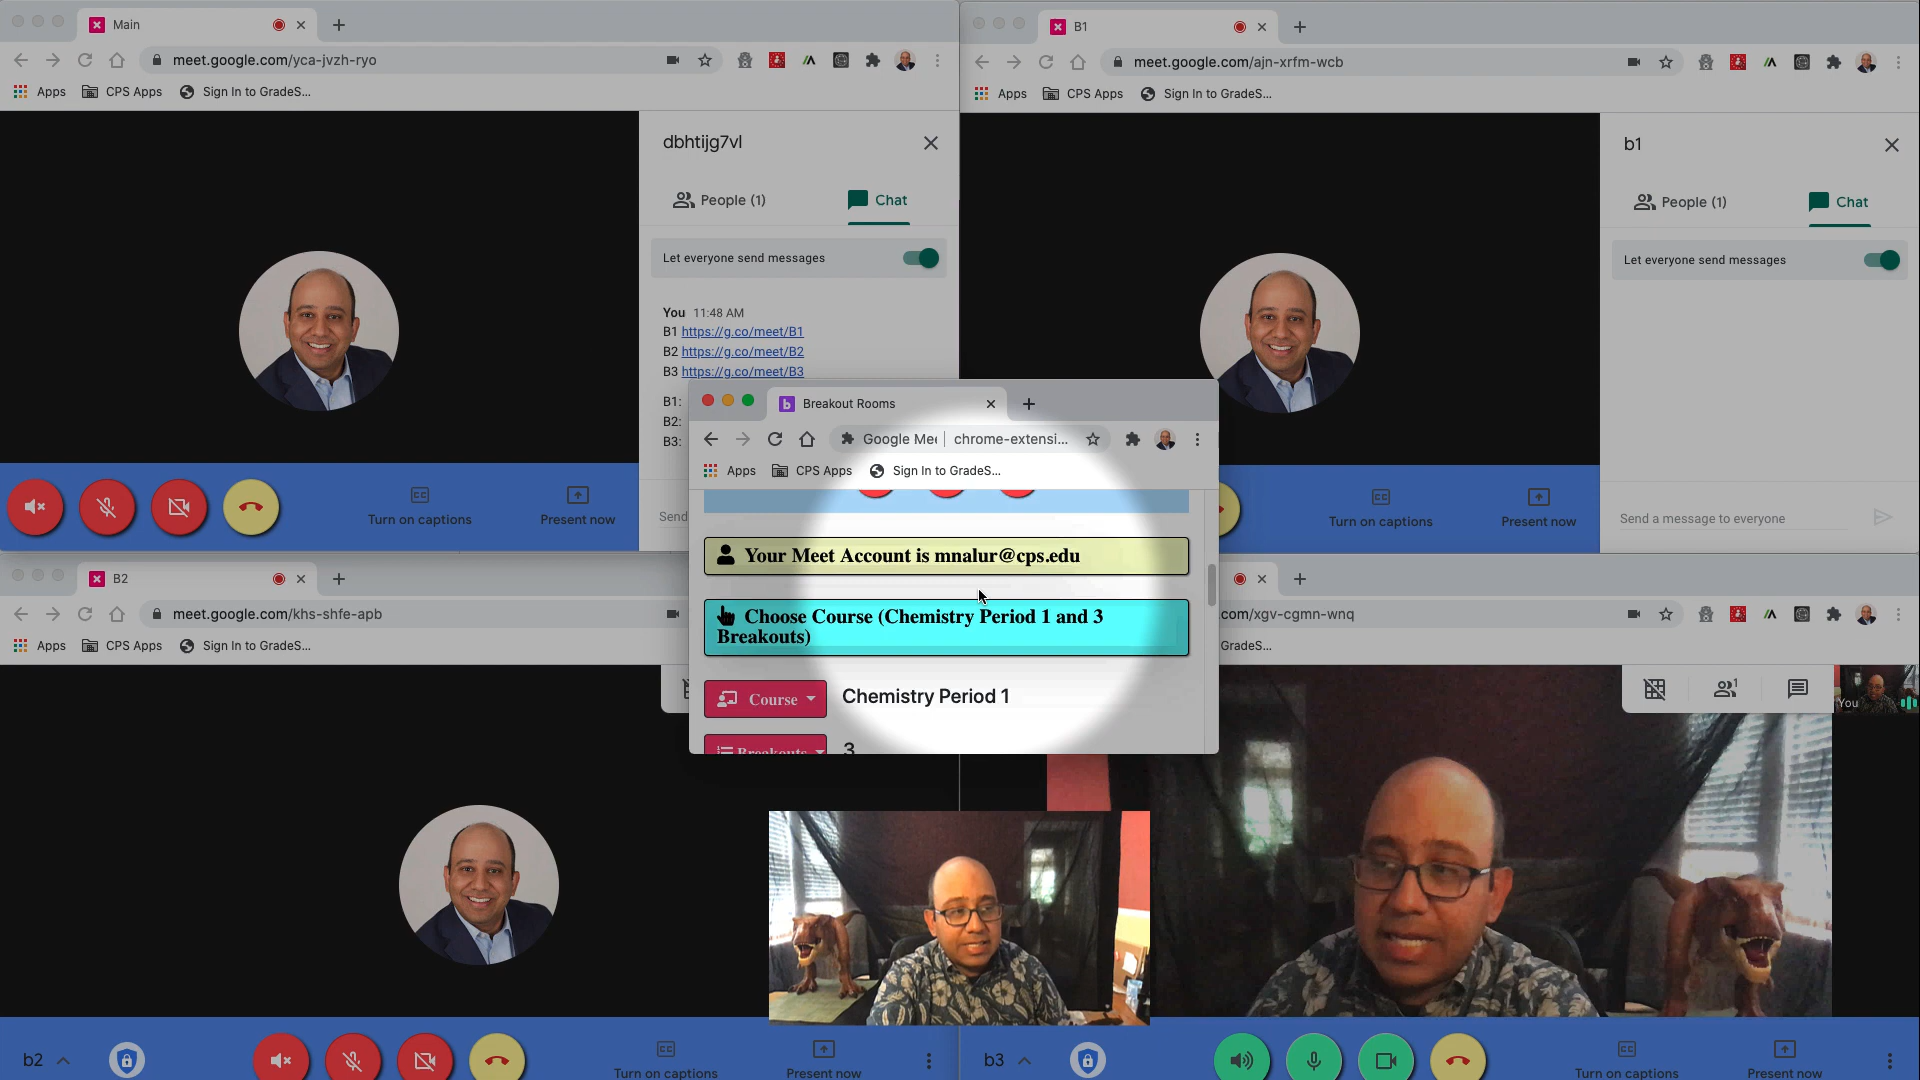 Main
meet.google.com/yca-jvzh-ryo
Apps CPS Apps Sign In to GradeS...
dbhtijg7vl
People (1) Chat
Let everyone send messages
You 11:48 AM
B1 https://g.co/meet/B1
B2 https://g.co/meet/B2
B3 https://g.co/meet/B3
B1:
B2:
B3:
Send
Turn on captions Present now
B1
meet.google.com/ajn-xrfm-wcb
Apps CPS Apps Sign In to GradeS...
b1
People (1) Chat
Let everyone send messages
Send a message to everyone
Turn on captions Present now
Breakout Rooms
Google Mee chrome-extensi...
Apps CPS Apps Sign In to GradeS...
Your Meet Account is mnalur@cps.edu
Choose Course (Chemistry Period 1 and 3
Breakouts)
Course Chemistry Period 1
Breakouts 3
B2
meet.google.com/khs-shfe-apb
Apps CPS Apps Sign In to GradeS...
b2
Turn on captions Present now
com/xgv-cgmn-wnq
GradeS...
1
You
b3
Turn on captions Present now